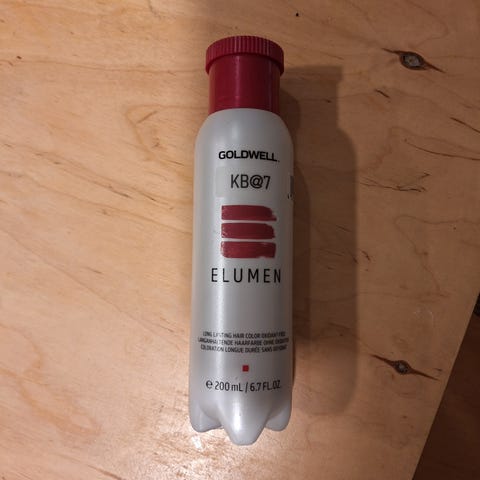 GOLDWELL.
KB@7
ELUMEN
LONG LASTING HAIR COLOR OXIDANT-FREE
LANGANHALTENDE HAARFARBE OHNE OXIDATION
COLORATION LONGUE DURÉE SANS OXYDANT
℮ 200 mL / 6.7 FL.OZ.